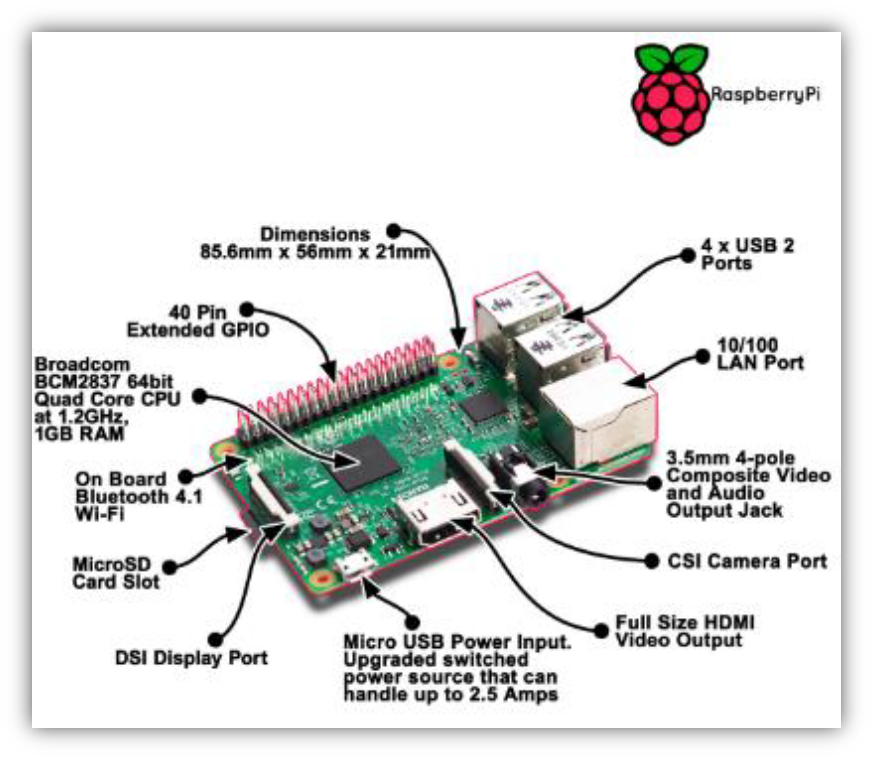 RaspberryPi
Dimensions
85.6mm x 56mm x 21mm
4 x USB 2
Ports
40 Pin
Extended GPIO
10/100
LAN Port
Broadcom
BCM2837 64bit
Quad Core CPU
at 1.2GHz,
1GB RAM
3.5mm 4-pole
Composite Video
and Audio
Output Jack
On Board
Bluetooth 4.1
Wi-Fi
CSI Camera Port
MicroSD
Card Slot
Full Size HDMI
Video Output
DSI Display Port
Micro USB Power Input.
Upgraded switched
power source that can
handle up to 2.5 Amps